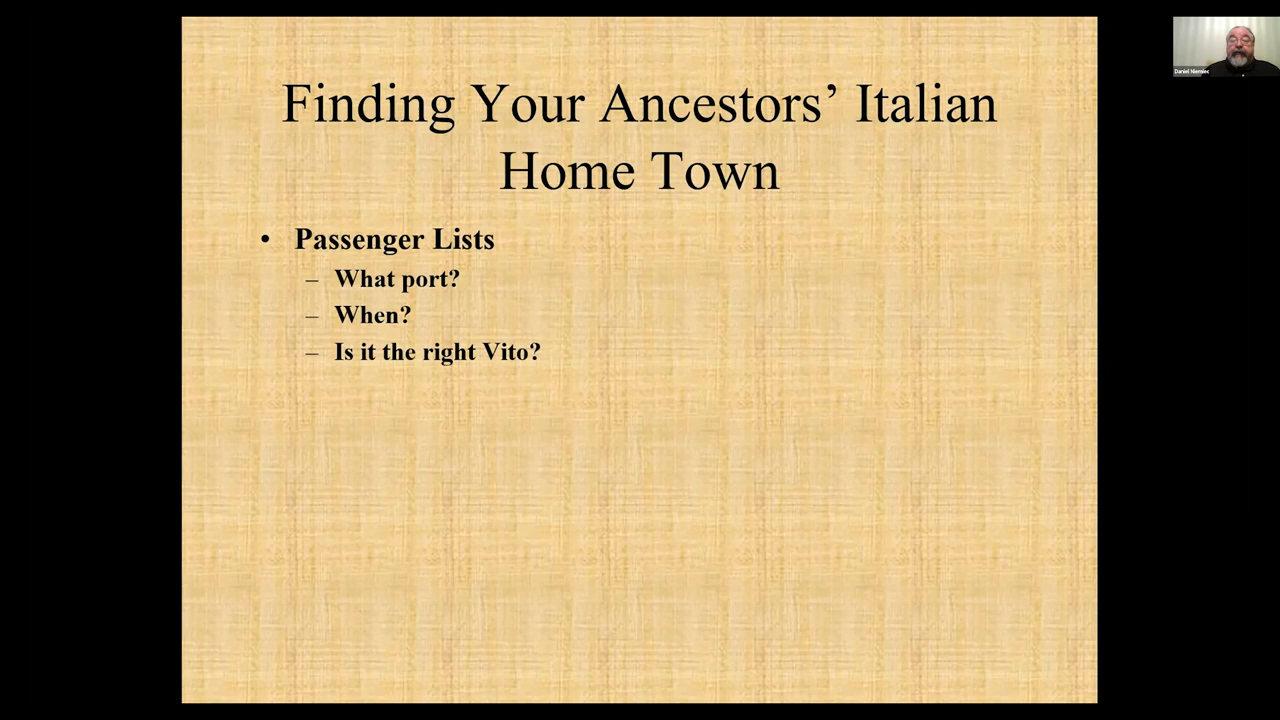 Finding Your Ancestors’ Italian
Home Town
• Passenger Lists
– What port?
– When?
– Is it the right Vito?
Daniel Niemiec